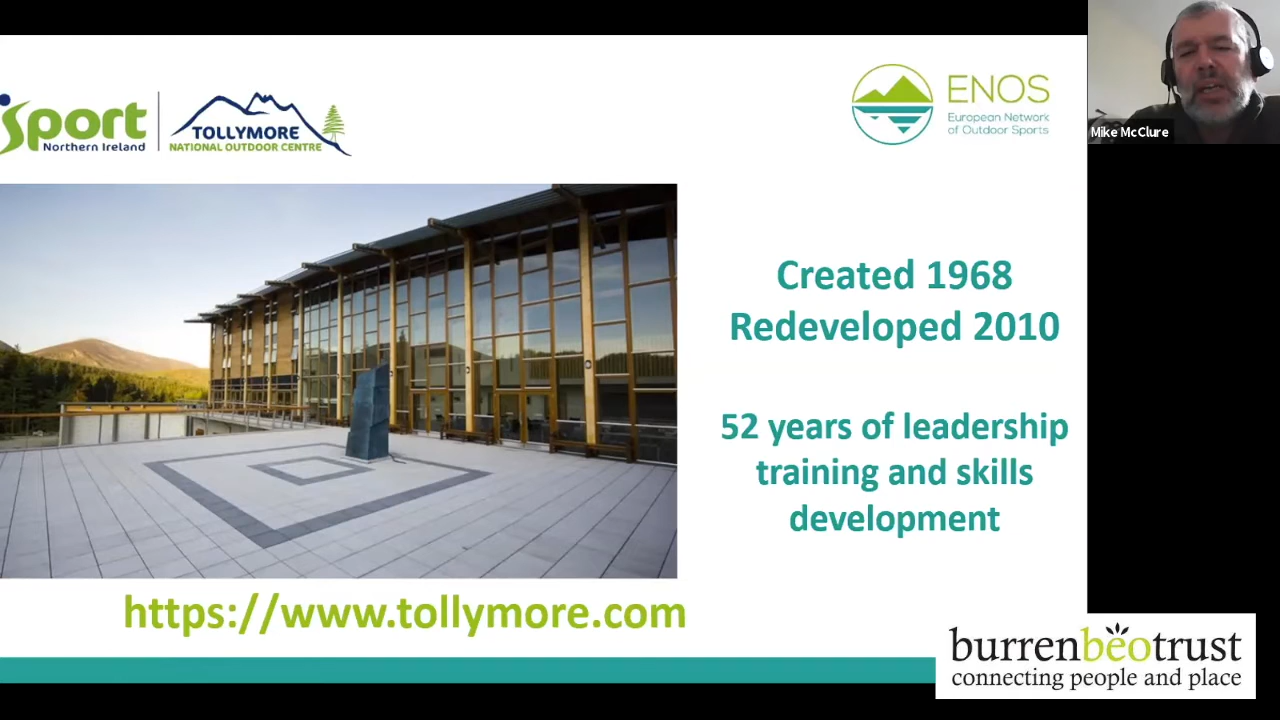 Sport
Northern Ireland
TOLLYMORE
NATIONAL OUTDOOR CENTRE
ENOS
European Network
of Outdoor Sports
Mike McClure
Created 1968
Redeveloped 2010
52 years of leadership
training and skills
development
https://www.tollymore.com
burrenbeotrust
connecting people and place